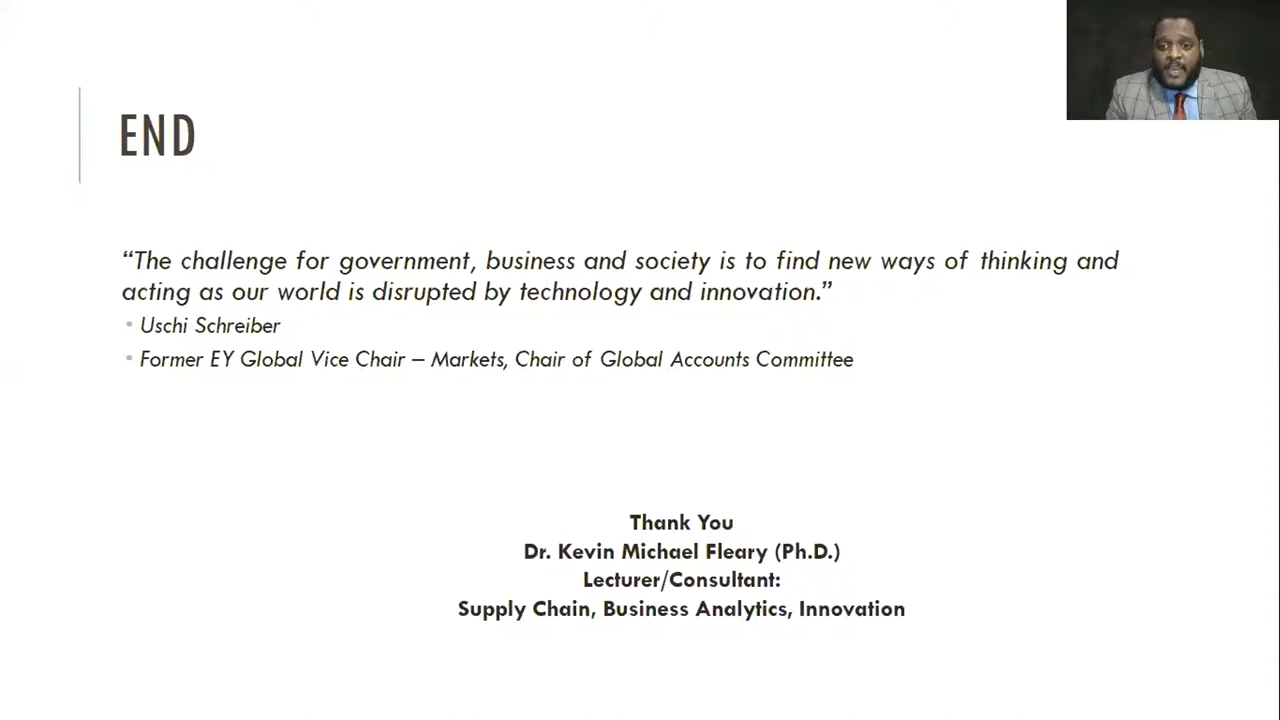 END
“The challenge for government, business and society is to find new ways of thinking and
acting as our world is disrupted by technology and innovation.”
Uschi Schreiber
Former EY Global Vice Chair – Markets, Chair of Global Accounts Committee
Thank You
Dr. Kevin Michael Fleary (Ph.D.)
Lecturer/Consultant:
Supply Chain, Business Analytics, Innovation